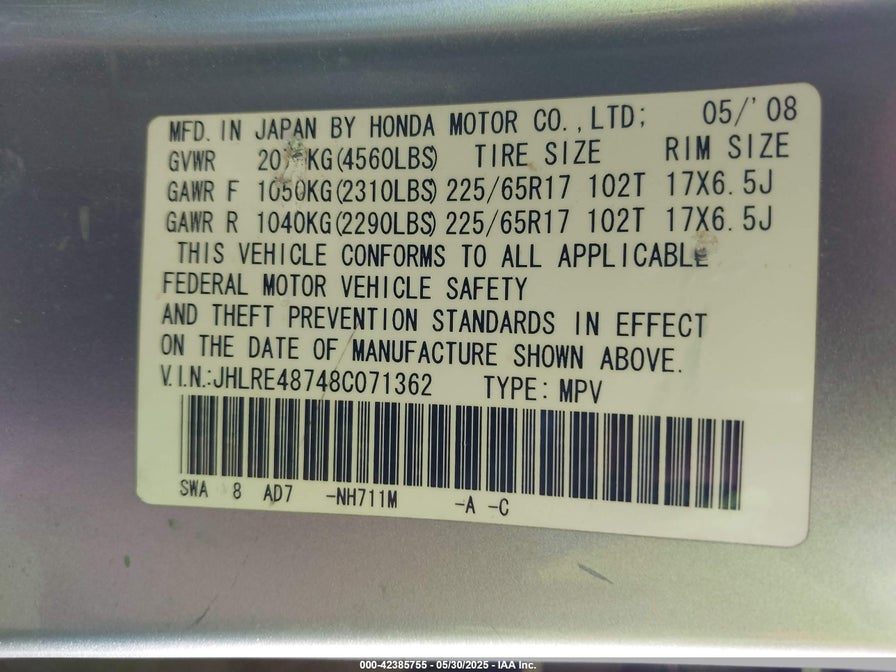 MFD. IN JAPAN BY HONDA MOTOR CO.,LTD; 05/'08
GVWR (4560LBS) TIRE SIZE RIM SIZE
GAWR F 1050KG(2310LBS) 225/65R17 102T 17X6.5J
GAWR R 1040KG(2290LBS) 225/65R17 102T 17X6.5J
THIS VEHICLE CONFORMS TO ALL APPLICABLE
FEDERAL MOTOR VEHICLE SAFETY
AND THEFT PREVENTION STANDARDS IN EFFECT
ON THE DATE OF MANUFACTURE SHOWN ABOVE.
V.I.N.:JHLRE48748C071362 TYPE: MPV
SWA 8 AD7 -NH711M -A -C
000-42385755 - 05/30/2025 - IAA Inc.